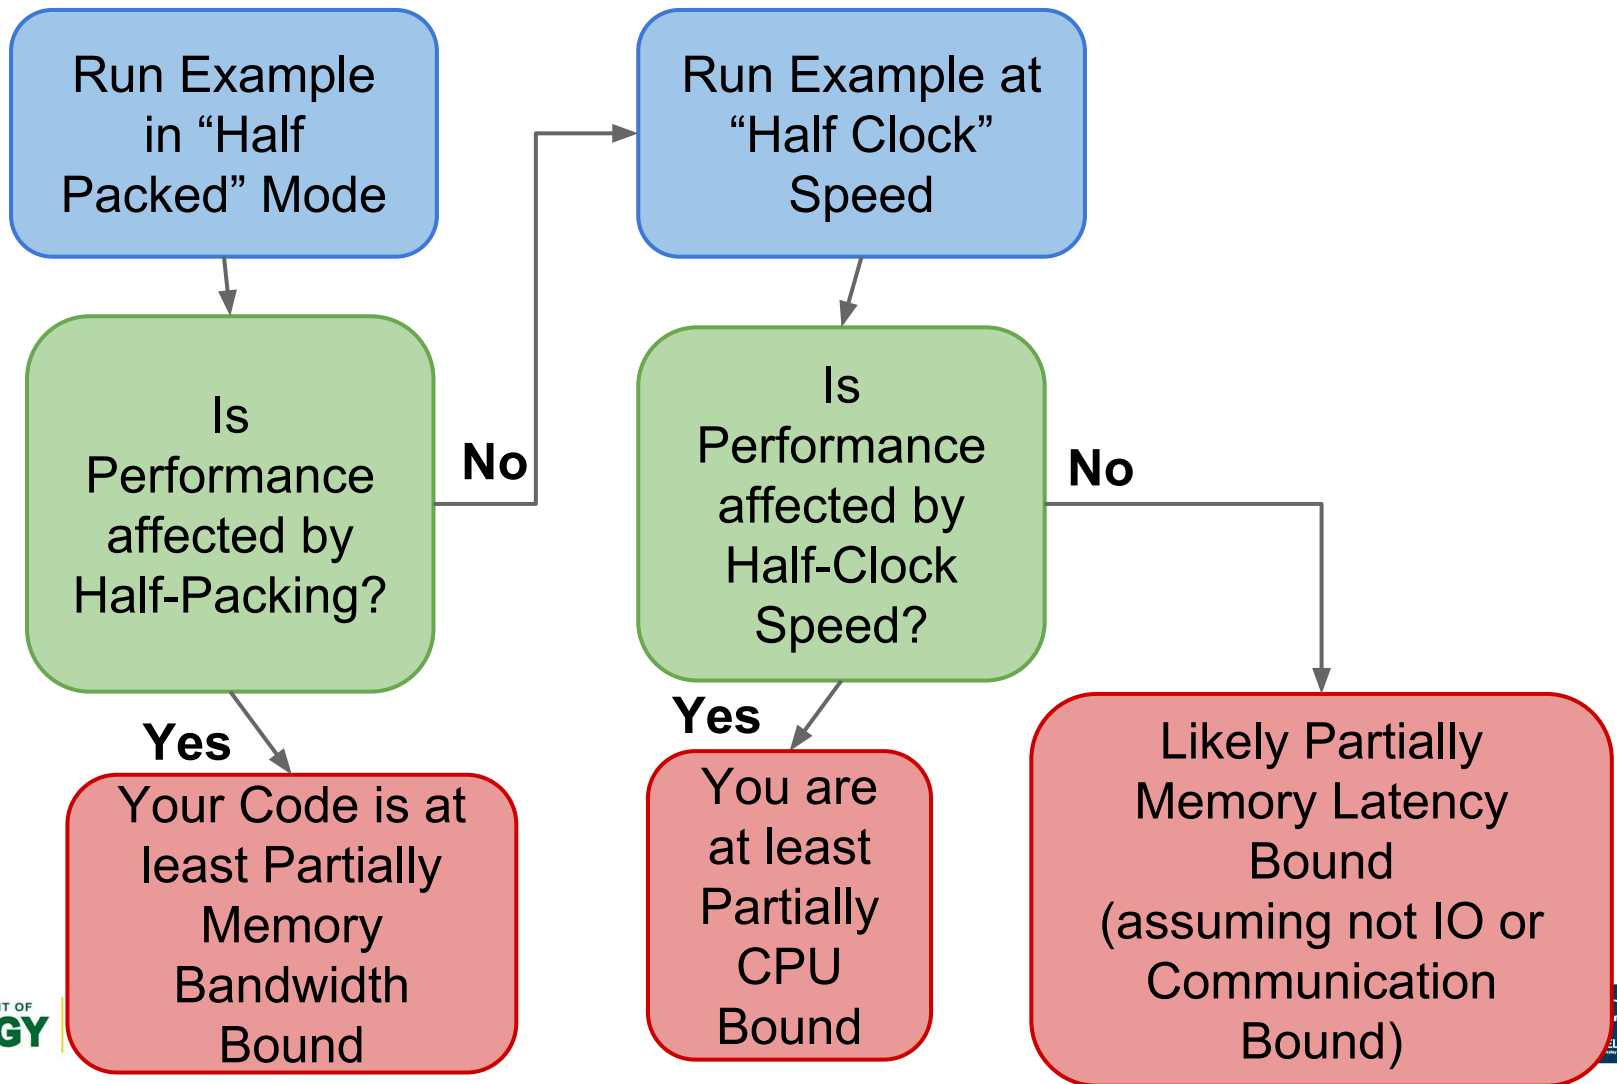 Run Example
in “Half
Packed” Mode
Run Example at
“Half Clock”
Speed
Is
Performance
affected by
Half-Packing?
No
Is
Performance
affected by
Half-Clock
Speed?
No
Yes
Your Code is at
least Partially
Memory
Bandwidth
Bound
Yes
You are
at least
Partially
CPU
Bound
Likely Partially
Memory Latency
Bound
(assuming not IO or
Communication
Bound)
OF
GY